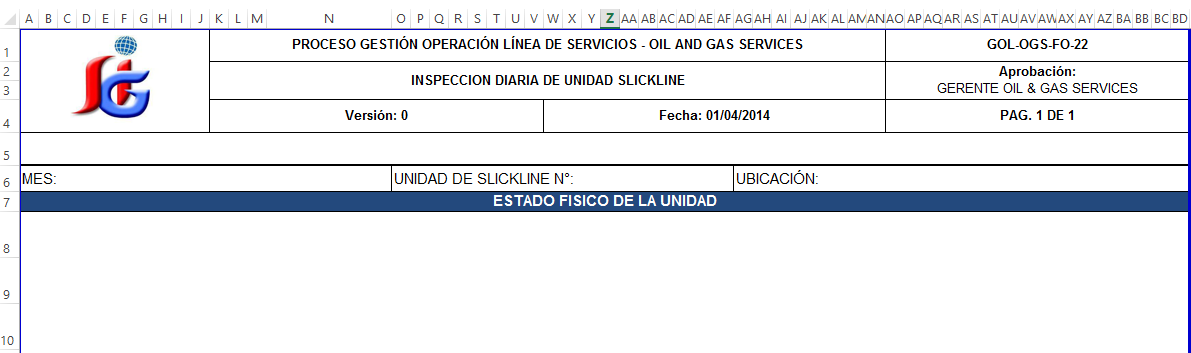 A B C D E F G H I J K L M N O P Q R S T U V W X Y Z AA AB AC AD AE AF AG AH AI AJ AK AL AM AN AO AP AQ AR AS AT AU AV AW AX AY AZ BA BB BC BD
1 PROCESO GESTIÓN OPERACIÓN LÍNEA DE SERVICIOS - OIL AND GAS SERVICES GOL-OGS-FO-22
2 INSPECCION DIARIA DE UNIDAD SLICKLINE Aprobación:
3 GERENTE OIL & GAS SERVICES
4 Versión: 0 Fecha: 01/04/2014 PAG. 1 DE 1
5
6 MES: UNIDAD DE SLICKLINE N°: UBICACIÓN:
7 ESTADO FISICO DE LA UNIDAD
8
9
10